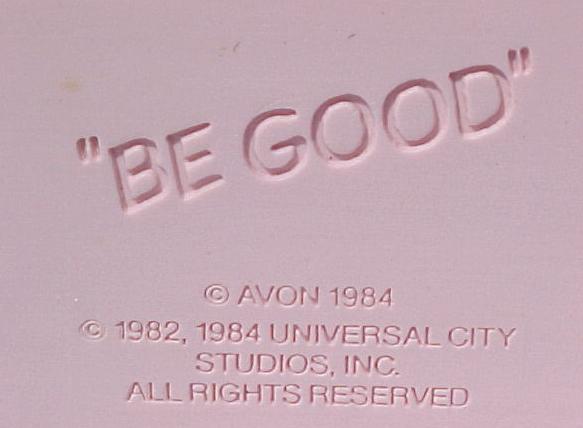 "BE GOOD"
© AVON 1984
© 1982, 1984 UNIVERSAL CITY
STUDIOS, INC.
ALL RIGHTS RESERVED